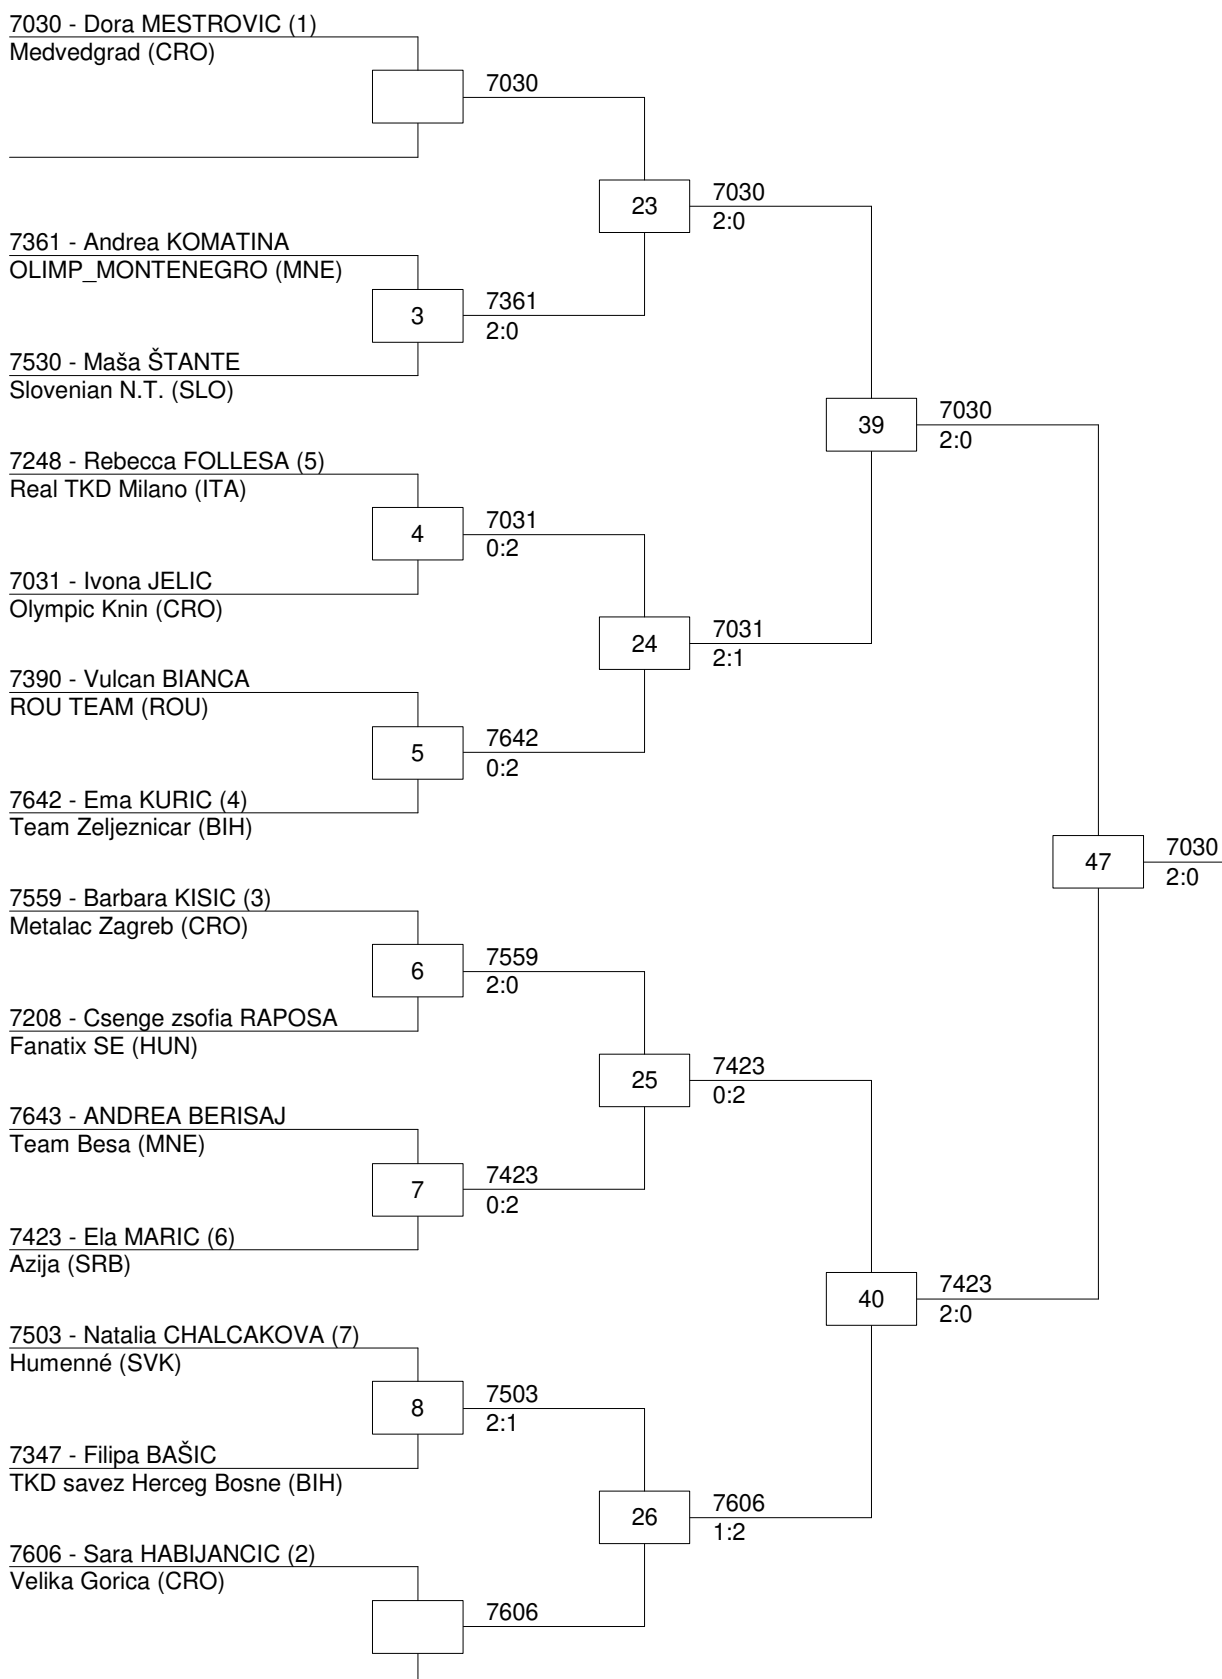 7030 - Dora MESTROVIC (1)
Medvedgrad (CRO)
7030
23
7030
2:0
7361 - Andrea KOMATINA
OLIMP_MONTENEGRO (MNE)
3
7361
2:0
7530 - Maša ŠTANTE
Slovenian N.T. (SLO)
39
7030
2:0
7248 - Rebecca FOLLESA (5)
Real TKD Milano (ITA)
4
7031
0:2
7031 - Ivona JELIC
Olympic Knin (CRO)
24
7031
2:1
7390 - Vulcan BIANCA
ROU TEAM (ROU)
5
7642
0:2
7642 - Ema KURIC (4)
Team Zeljeznicar (BIH)
47
7030
2:0
7559 - Barbara KISIC (3)
Metalac Zagreb (CRO)
6
7559
2:0
7208 - Csenge zsofia RAPOSA
Fanatix SE (HUN)
25
7423
0:2
7643 - ANDREA BERISAJ
Team Besa (MNE)
7
7423
0:2
7423 - Ela MARIC (6)
Azija (SRB)
40
7423
2:0
7503 - Natalia CHALCAKOVA (7)
Humenné (SVK)
8
7503
2:1
7347 - Filipa BAŠIC
TKD savez Herceg Bosne (BIH)
26
7606
1:2
7606 - Sara HABIJANCIC (2)
Velika Gorica (CRO)
7606